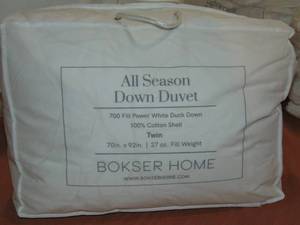 All Season
Down Duvet
700 Fill Power White Duck Down
100% Cotton Shell
Twin
70in. x 92in. | 27 oz. Fill Weight
BOKSER HOME
WWW.BOKSERHOME.COM